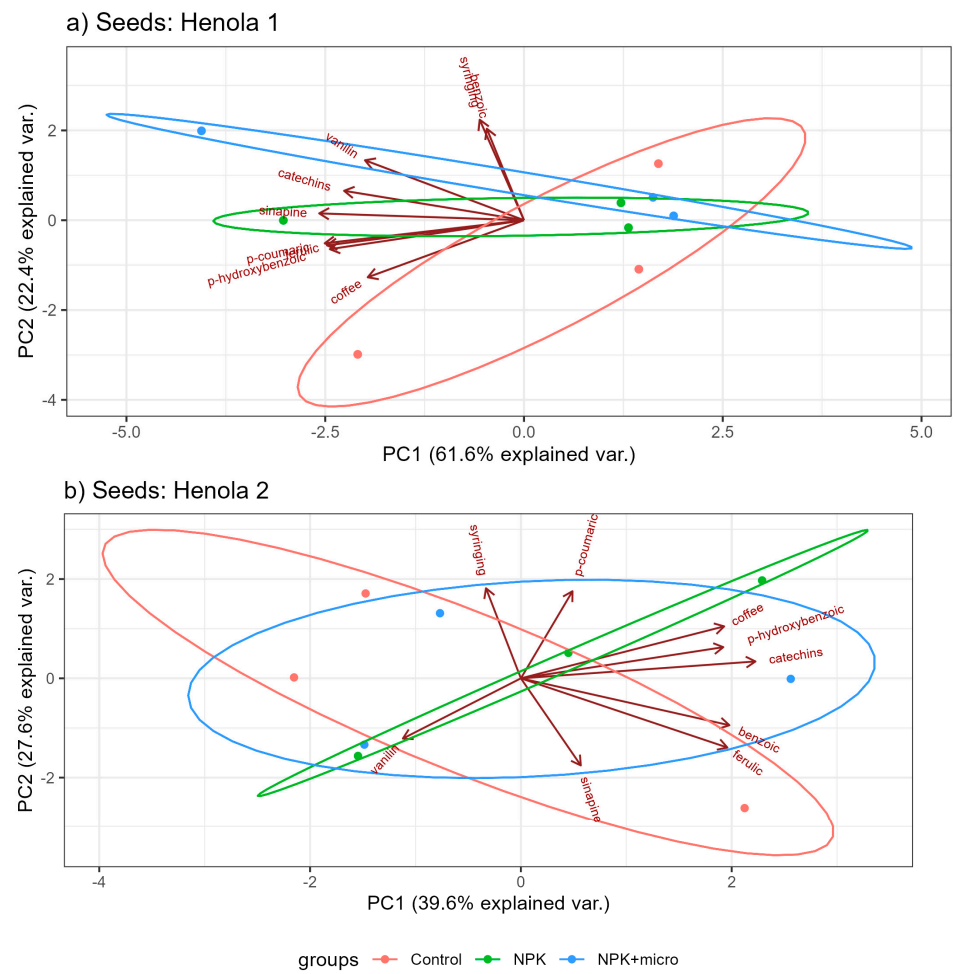 a) Seeds: Henola 1
PC2 (22.4% explained var.)
2
0
-2
-4
syringing
benzoic
vanilin
catechins
sinapine
p-coumaric
ferulic
p-hydroxybenzoic
coffee
-5.0
-2.5
0.0
2.5
5.0
PC1 (61.6% explained var.)
b) Seeds: Henola 2
PC2 (27.6% explained var.)
2
0
-2
syringing
p-coumaric
coffee
p-hydroxybenzoic
catechins
benzoic
ferulic
vanilin
sinapine
-4
-2
0
2
PC1 (39.6% explained var.)
groups Control NPK NPK+micro